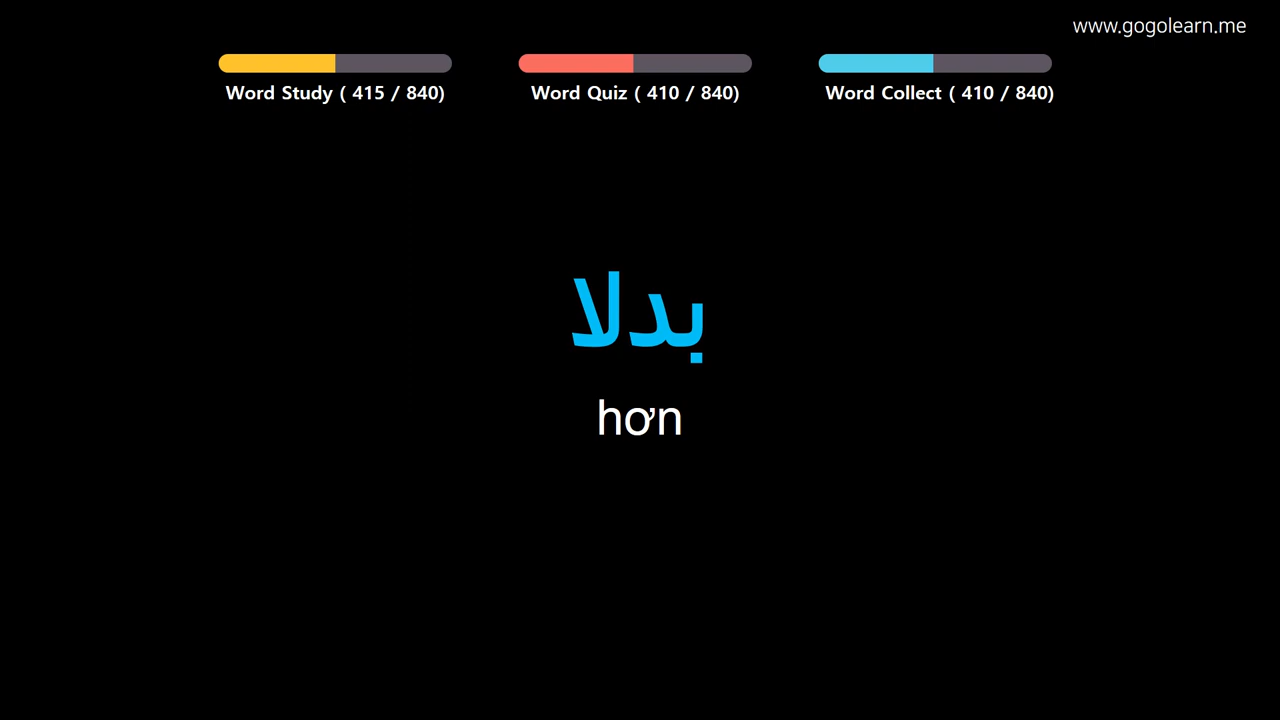 www.gogolearn.me
Word Study ( 415 / 840)
Word Quiz ( 410 / 840)
Word Collect ( 410 / 840)
بدلا
hơn